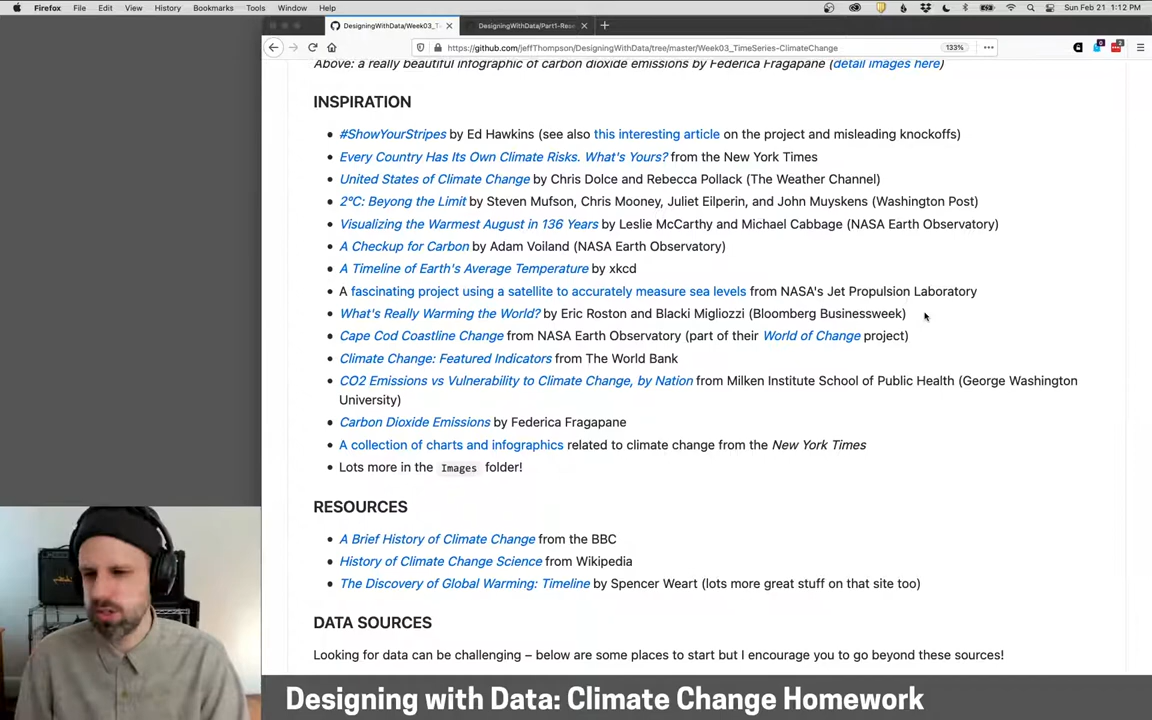 Firefox File Edit View History Bookmarks Tools Window Help Sun Feb 21 1:12 PM
DesigningWithData/Week03_T DesigningWithData/Part1-Res
https://github.com/jeffThompson/DesigningWithData/tree/master/Week03_TimeSeries-ClimateChange 133%
Above: a really beautiful infographic of carbon dioxide emissions by Federica Fragapane (detail images here)
INSPIRATION
#ShowYourStripes by Ed Hawkins (see also this interesting article on the project and misleading knockoffs)
Every Country Has Its Own Climate Risks. What's Yours? from the New York Times
United States of Climate Change by Chris Dolce and Rebecca Pollack (The Weather Channel)
2°C: Beyong the Limit by Steven Mufson, Chris Mooney, Juliet Eilperin, and John Muyskens (Washington Post)
Visualizing the Warmest August in 136 Years by Leslie McCarthy and Michael Cabbage (NASA Earth Observatory)
A Checkup for Carbon by Adam Voiland (NASA Earth Observatory)
A Timeline of Earth's Average Temperature by xkcd
A fascinating project using a satellite to accurately measure sea levels from NASA's Jet Propulsion Laboratory
What's Really Warming the World? by Eric Roston and Blacki Migliozzi (Bloomberg Businessweek)
Cape Cod Coastline Change from NASA Earth Observatory (part of their World of Change project)
Climate Change: Featured Indicators from The World Bank
CO2 Emissions vs Vulnerability to Climate Change, by Nation from Milken Institute School of Public Health (George Washington
University)
Carbon Dioxide Emissions by Federica Fragapane
A collection of charts and infographics related to climate change from the New York Times
Lots more in the Images folder!
RESOURCES
A Brief History of Climate Change from the BBC
History of Climate Change Science from Wikipedia
The Discovery of Global Warming: Timeline by Spencer Weart (lots more great stuff on that site too)
DATA SOURCES
Looking for data can be challenging – below are some places to start but I encourage you to go beyond these sources!
Designing with Data: Climate Change Homework